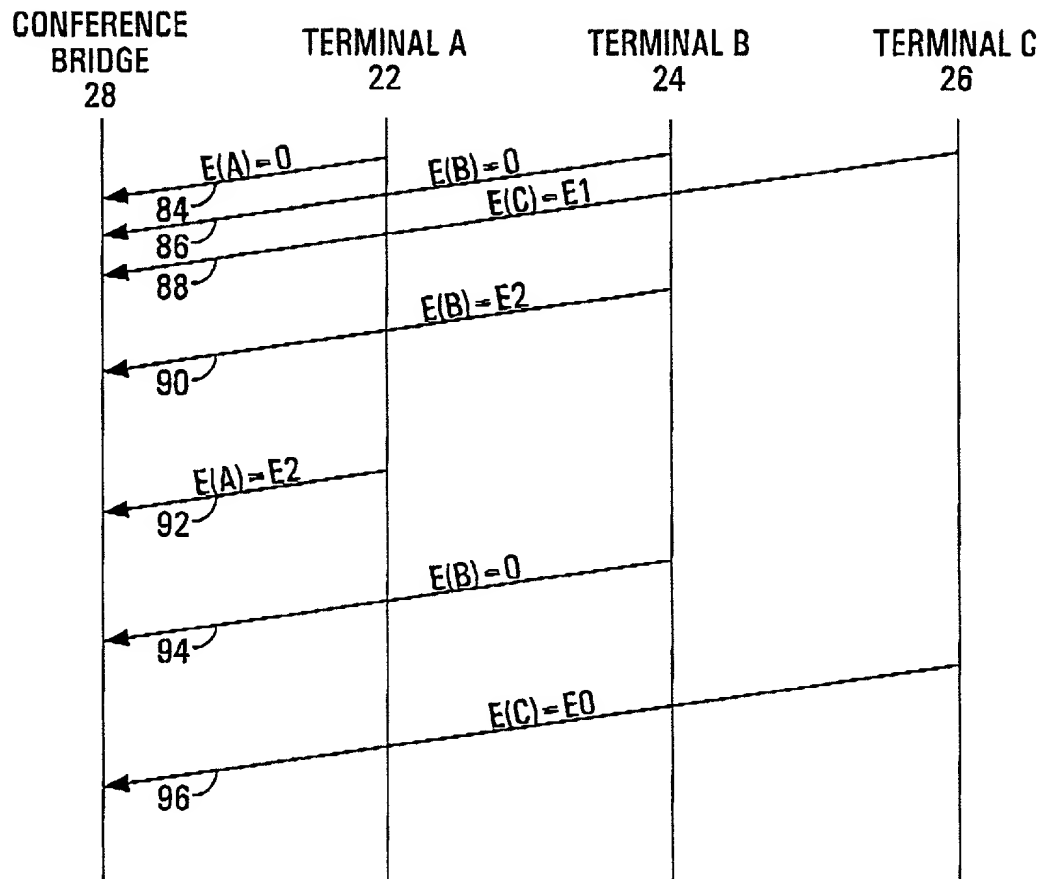 CONFERENCE
BRIDGE
28
TERMINAL A
22
TERMINAL B
24
TERMINAL C
26
E(A)=0
84
E(B)=0
86
E(C)=E1
88
E(B)=E2
90
E(A)=E2
92
E(B)=0
94
E(C)=E0
96